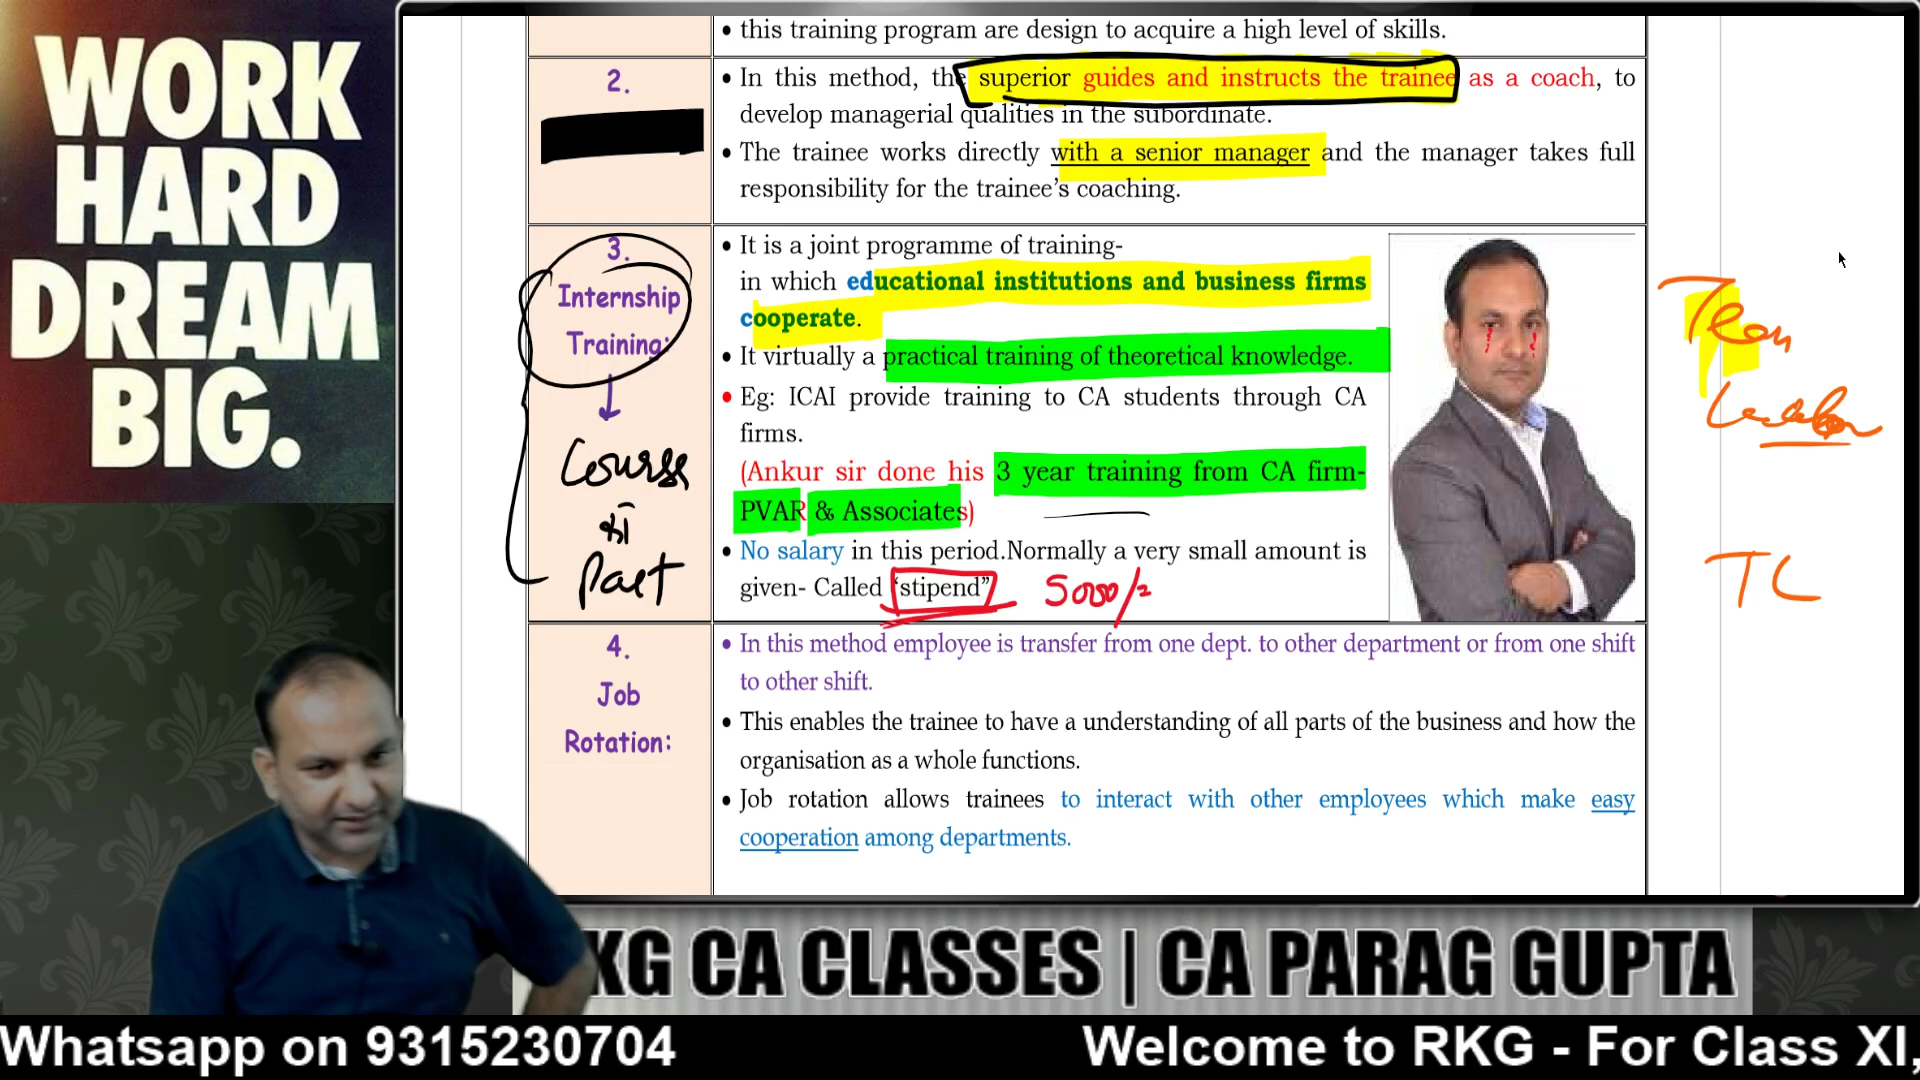 WORK
HARD
DREAM
BIG.
• this training program are design to acquire a high level of skills.
2.
• In this method, the superior guides and instructs the trainee as a coach, to
develop managerial qualities in the subordinate.
• The trainee works directly with a senior manager and the manager takes full
responsibility for the trainee’s coaching.
3.
Internship
Training:
Course
का
Part
• It is a joint programme of training-
in which educational institutions and business firms
cooperate.
• It virtually a practical training of theoretical knowledge.
• Eg: ICAI provide training to CA students through CA
firms.
(Ankur sir done his 3 year training from CA firm-
PVAR & Associates)
• No salary in this period.Normally a very small amount is
given- Called ‘stipend”
5000/-
Team
Leader
4.
Job
Rotation:
• In this method employee is transfer from one dept. to other department or from one shift
to other shift.
• This enables the trainee to have a understanding of all parts of the business and how the
organisation as a whole functions.
• Job rotation allows trainees to interact with other employees which make easy
cooperation among departments.
KG CA CLASSES | CA PARAG GUPTA
Whatsapp on 9315230704
Welcome to RKG - For Class XI,